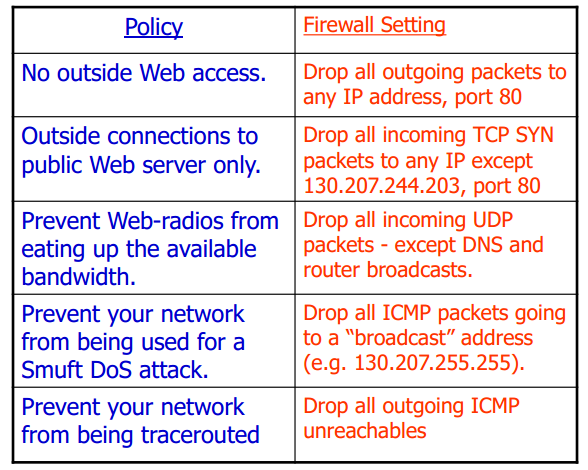 Policy
Firewall Setting
No outside Web access.
Drop all outgoing packets to
any IP address, port 80
Outside connections to
public Web server only.
Drop all incoming TCP SYN
packets to any IP except
130.207.244.203, port 80
Prevent Web-radios from
eating up the available
bandwidth.
Drop all incoming UDP
packets - except DNS and
router broadcasts.
Prevent your network
from being used for a
Smuft DoS attack.
Drop all ICMP packets going
to a “broadcast” address
(e.g. 130.207.255.255).
Prevent your network
from being tracerouted
Drop all outgoing ICMP
unreachables